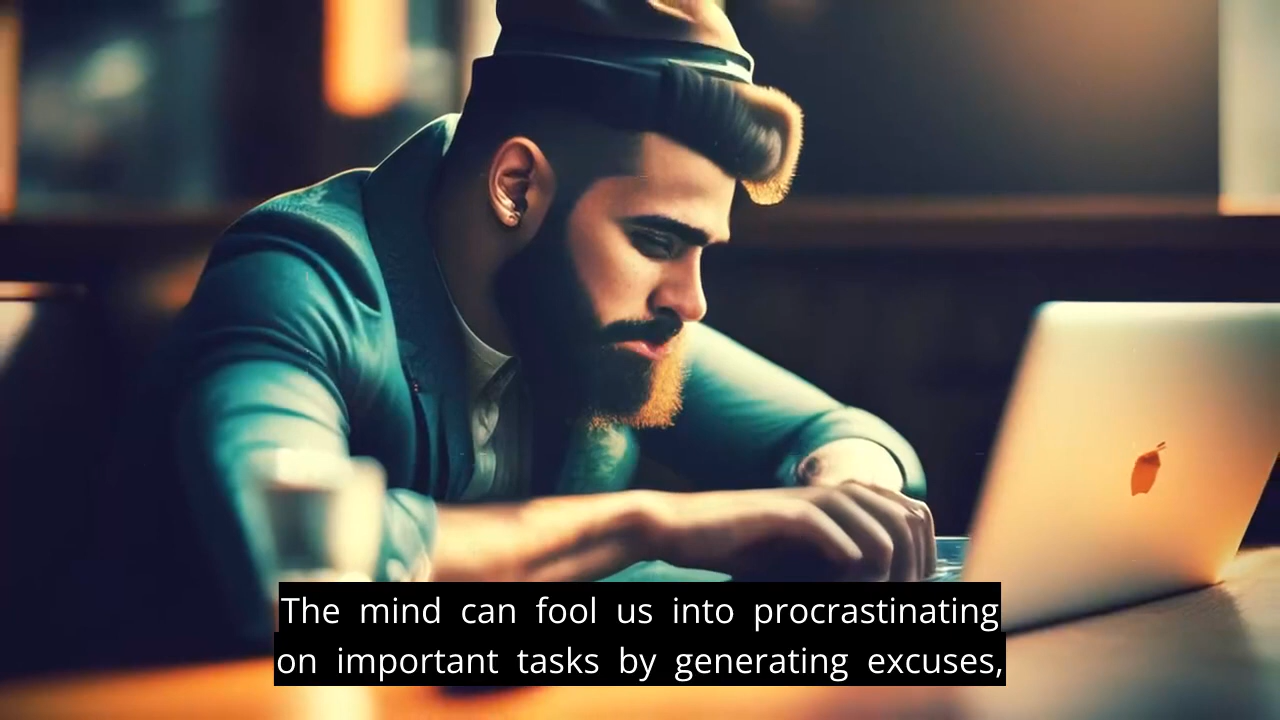 The mind can fool us into procrastinating
on important tasks by generating excuses,